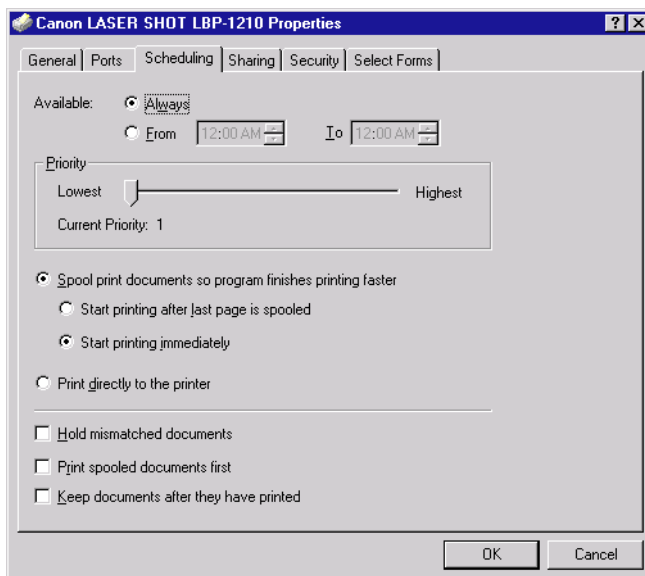 Canon LASER SHOT LBP-1210 Properties
General Ports Scheduling Sharing Security Select Forms
Available: Always
From 12:00 AM To 12:00 AM
Priority
Lowest Highest
Current Priority: 1
Spool print documents so program finishes printing faster
Start printing after last page is spooled
Start printing immediately
Print directly to the printer
Hold mismatched documents
Print spooled documents first
Keep documents after they have printed
OK Cancel